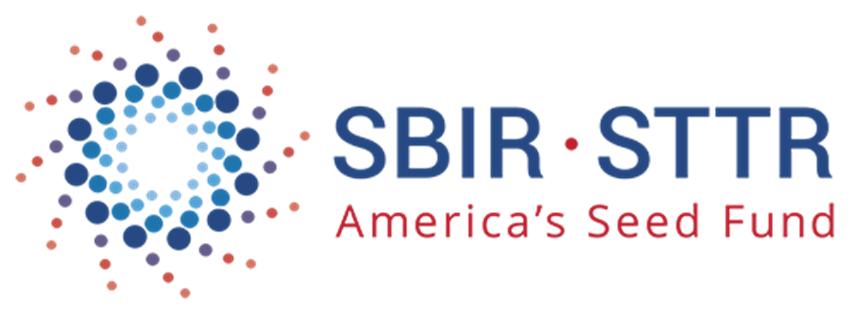 SBIR · STTR
America's Seed Fund